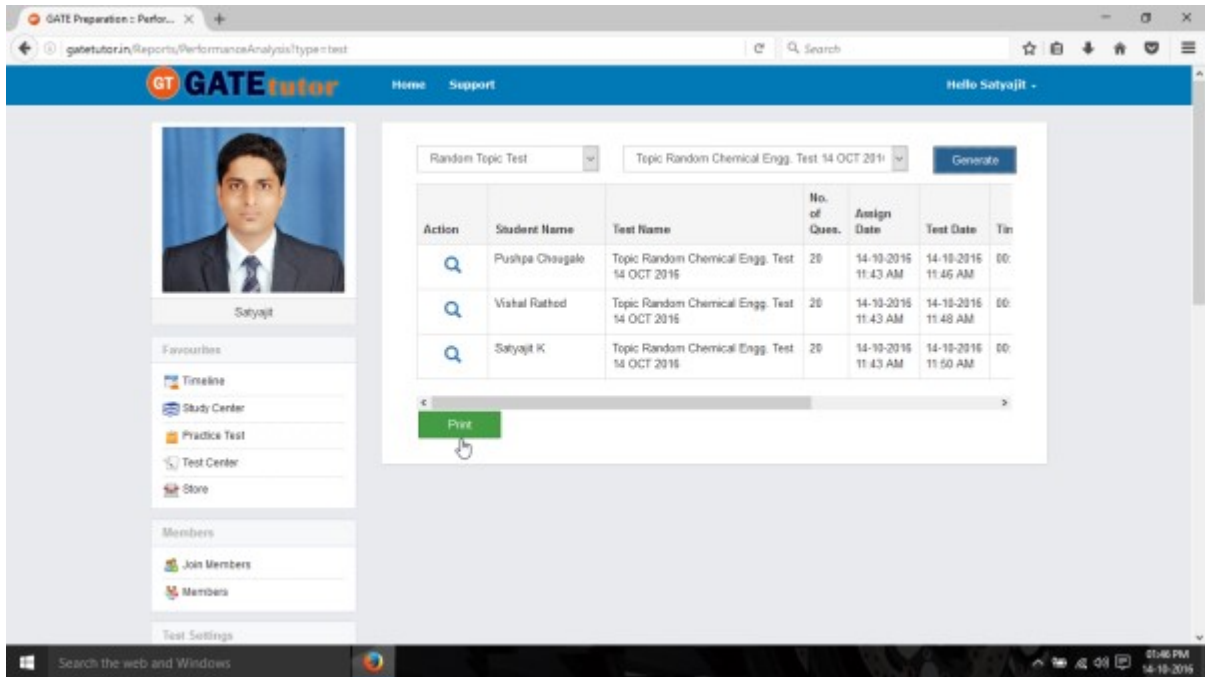 GATE Preparation :: Perfor...
gatetutor.in/Reports/PerformanceAnalysis?type=test
Search
GT GATEtutor
Home Support
Hello Satyajit
Random Topic Test
Topic Random Chemical Engg. Test 14 OCT 201
Generate
Action Student Name Test Name No. of Ques. Assign Date Test Date Tim
Pushpa Chougale Topic Random Chemical Engg. Test 20 14-10-2016 14-10-2016 00:
14 OCT 2016 11:43 AM 11:46 AM
Vishal Rathod Topic Random Chemical Engg. Test 20 14-10-2016 14-10-2016 00:
14 OCT 2016 11:43 AM 11:48 AM
Satyajit K Topic Random Chemical Engg. Test 20 14-10-2016 14-10-2016 00:
14 OCT 2016 11:43 AM 11:50 AM
Print
Satyajit
Favourites
Timeline
Study Center
Practice Test
Test Center
Store
Members
Join Members
Members
Test Settings
Search the web and Windows
01:46 PM
14-10-2016